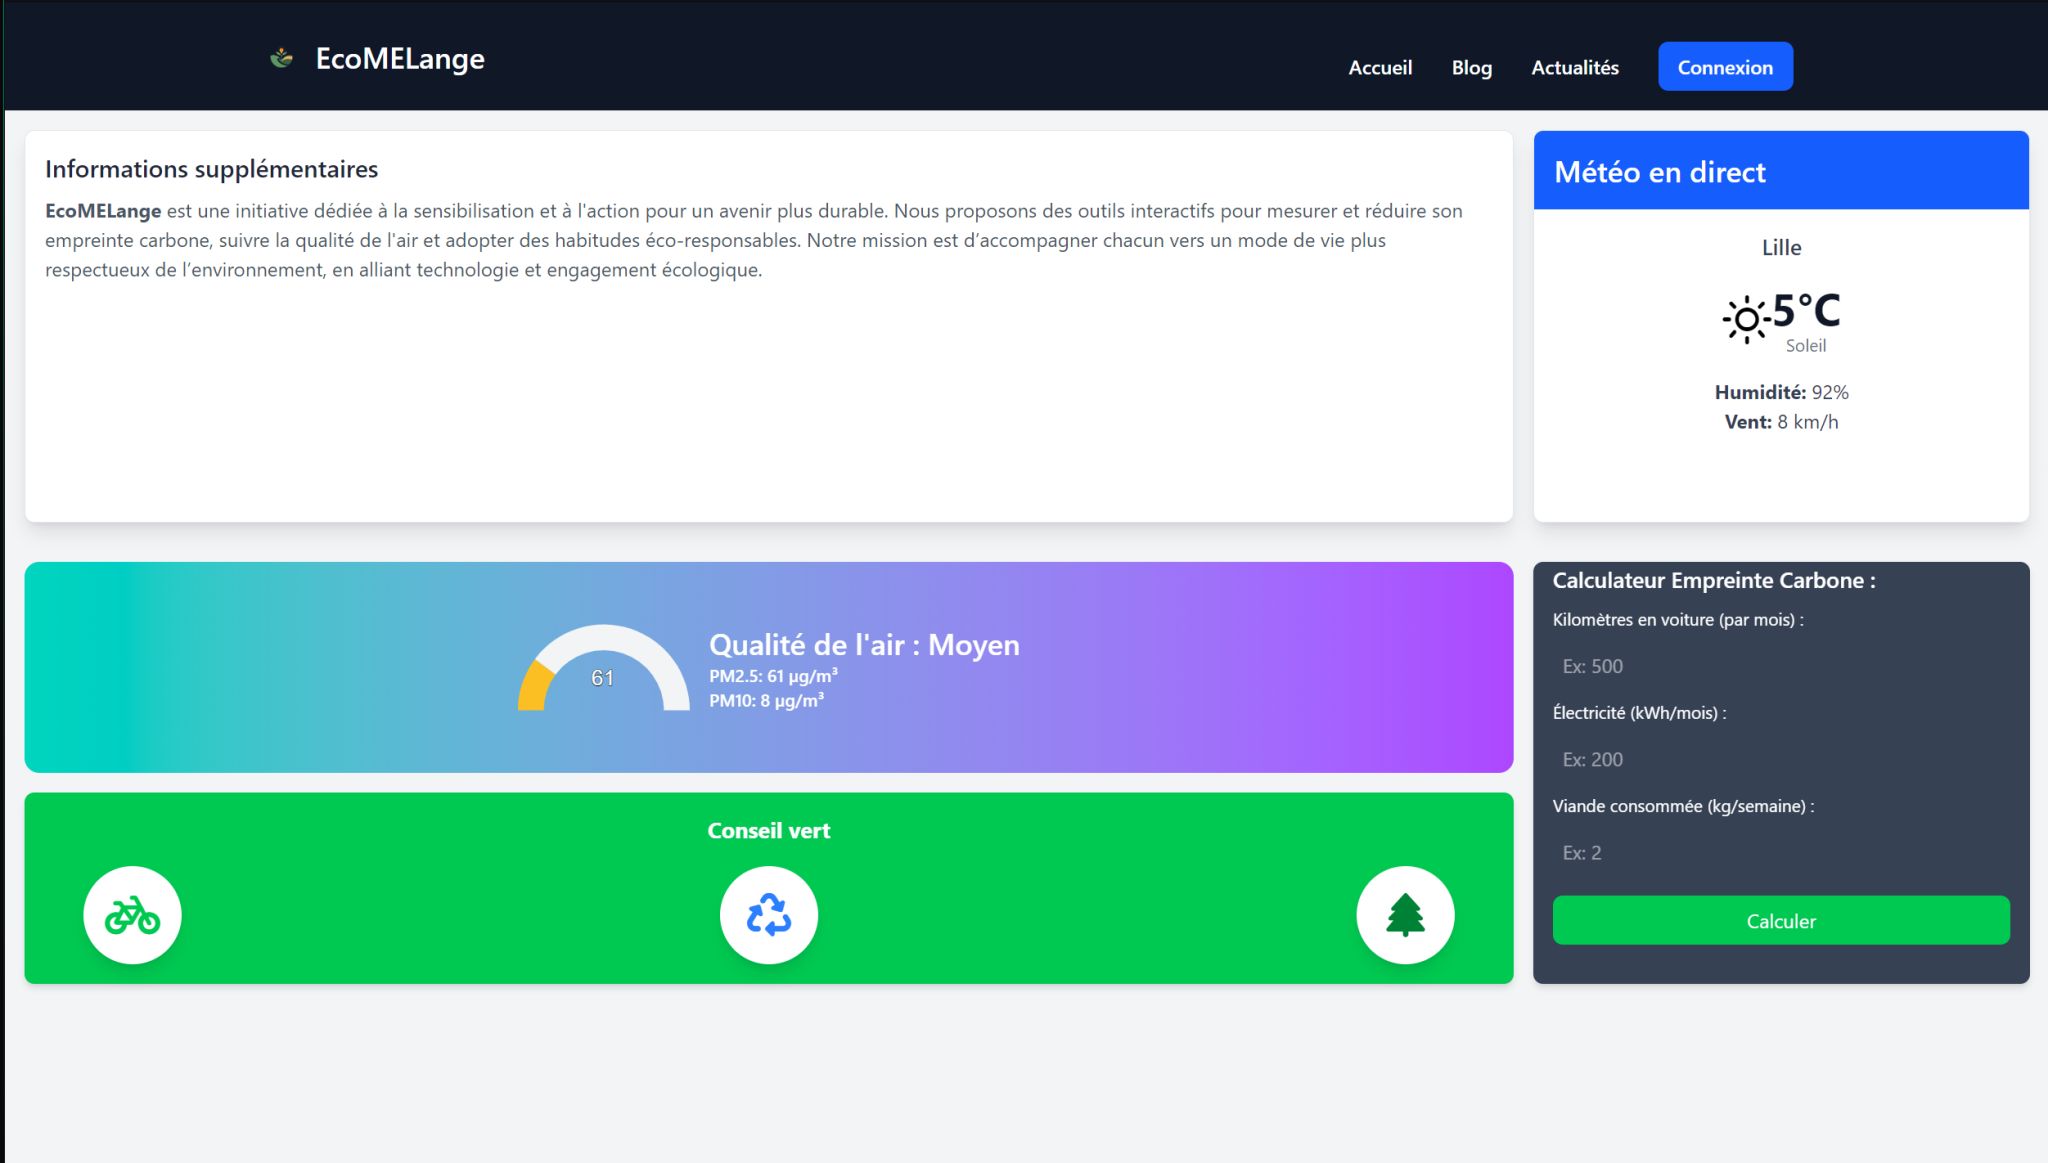 EcoMELange
Accueil
Blog
Actualités
Connexion
Informations supplémentaires
EcoMELange est une initiative dédiée à la sensibilisation et à l'action pour un avenir plus durable. Nous proposons des outils interactifs pour mesurer et réduire son
empreinte carbone, suivre la qualité de l'air et adopter des habitudes éco-responsables. Notre mission est d’accompagner chacun vers un mode de vie plus
respectueux de l’environnement, en alliant technologie et engagement écologique.
Météo en direct
Lille
5°C
Soleil
Humidité: 92%
Vent: 8 km/h
61
Qualité de l'air : Moyen
PM2.5: 61 µg/m³
PM10: 8 µg/m³
Conseil vert
Calculateur Empreinte Carbone :
Kilomètres en voiture (par mois) :
Ex: 500
Électricité (kWh/mois) :
Ex: 200
Viande consommée (kg/semaine) :
Ex: 2
Calculer